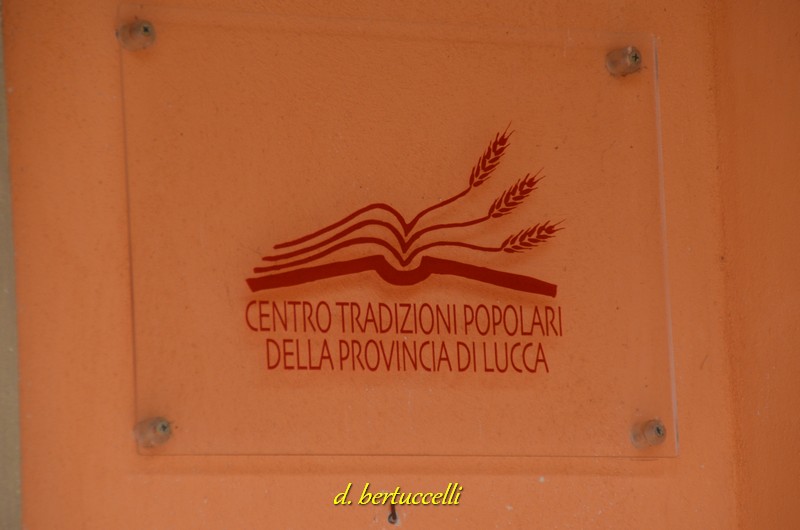 CENTRO TRADIZIONI POPOLARI
DELLA PROVINCIA DI LUCCA
d. bertuccelli